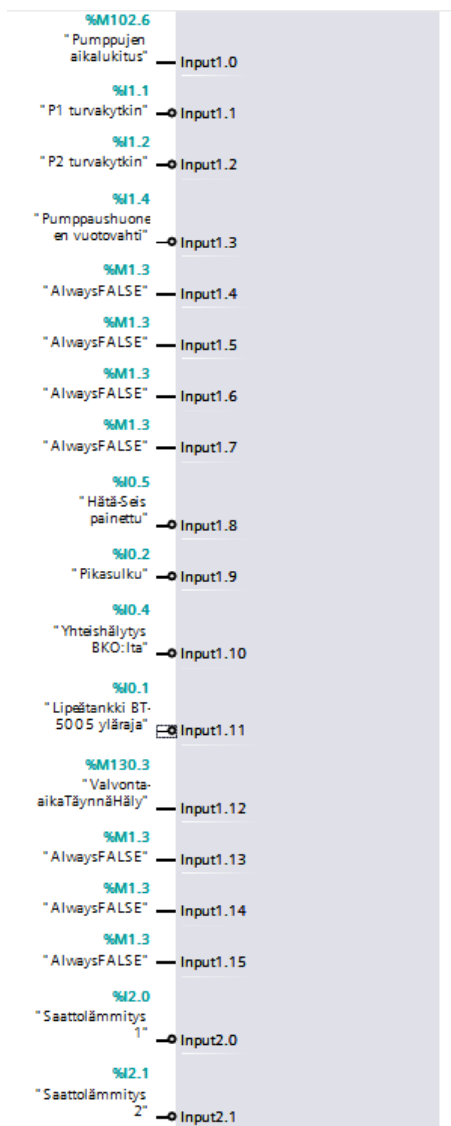 %M102.6
"Pumppujen
aikalukitus"
Input1.0
%I1.1
"P1 turvakytkin"
Input1.1
%I1.2
"P2 turvakytkin"
Input1.2
%I1.4
"Pumppaushuone
en vuotovahti"
Input1.3
%M1.3
"AlwaysFALSE"
Input1.4
%M1.3
"AlwaysFALSE"
Input1.5
%M1.3
"AlwaysFALSE"
Input1.6
%M1.3
"AlwaysFALSE"
Input1.7
%I0.5
"Hätä-Seis
painettu"
Input1.8
%I0.2
"Pikasulku"
Input1.9
%I0.4
"Yhteishälytys
BKO:lta"
Input1.10
%I0.1
"Lipeätankki BT-
5005 yläraja"
Input1.11
%M130.3
"Valvonta-
aikaTäynnäHäly"
Input1.12
%M1.3
"AlwaysFALSE"
Input1.13
%M1.3
"AlwaysFALSE"
Input1.14
%M1.3
"AlwaysFALSE"
Input1.15
%I2.0
"Saattolämmitys
1"
Input2.0
%I2.1
"Saattolämmitys
2"
Input2.1